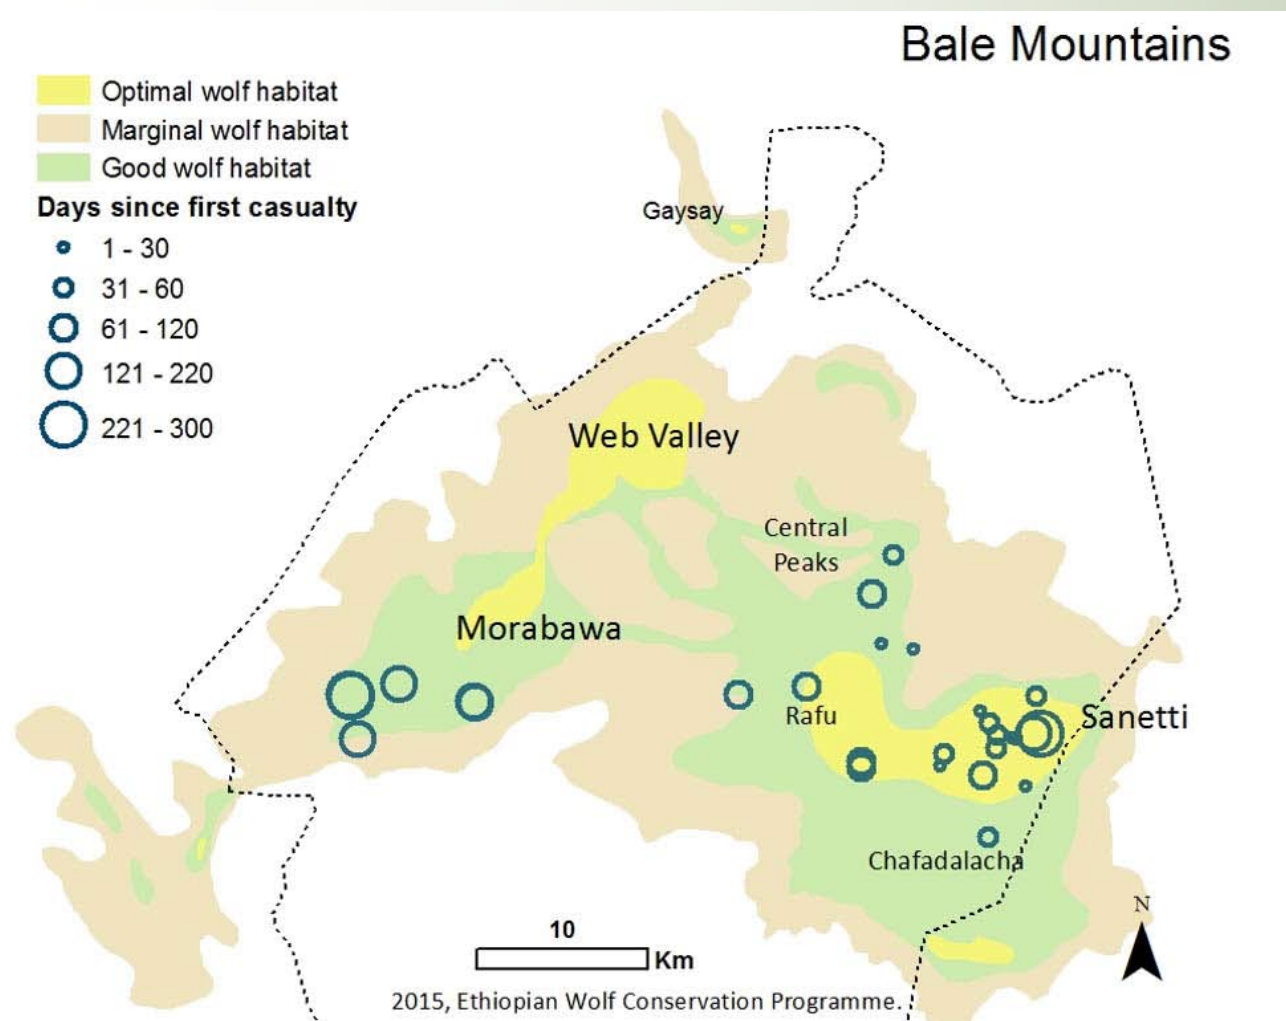 Bale Mountains
Optimal wolf habitat
Marginal wolf habitat
Good wolf habitat
Days since first casualty
1 - 30
31 - 60
61 - 120
121 - 220
221 - 300
Gaysay
Web Valley
Central
Peaks
Morabawa
Rafu
Sanetti
Chafadalacha
N
10
Km
2015, Ethiopian Wolf Conservation Programme.